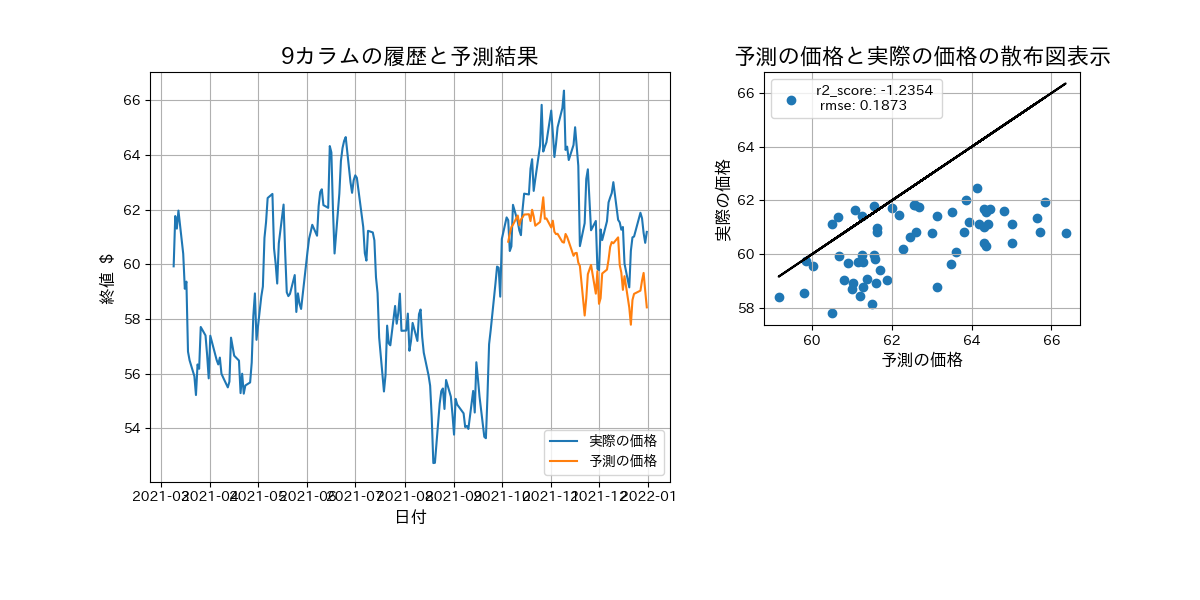 9カラムの履歴と予測結果
66
64
62
60
58
56
54
終値 $
2021-03
2021-04
2021-05
2021-06
2021-07
2021-08
2021-09
2021-10
2021-11
2021-12
2022-01
日付
実際の価格
予測の価格
予測の価格と実際の価格の散布図表示
r2_score: -1.2354
rmse: 0.1873
66
64
62
60
58
実際の価格
60
62
64
66
予測の価格